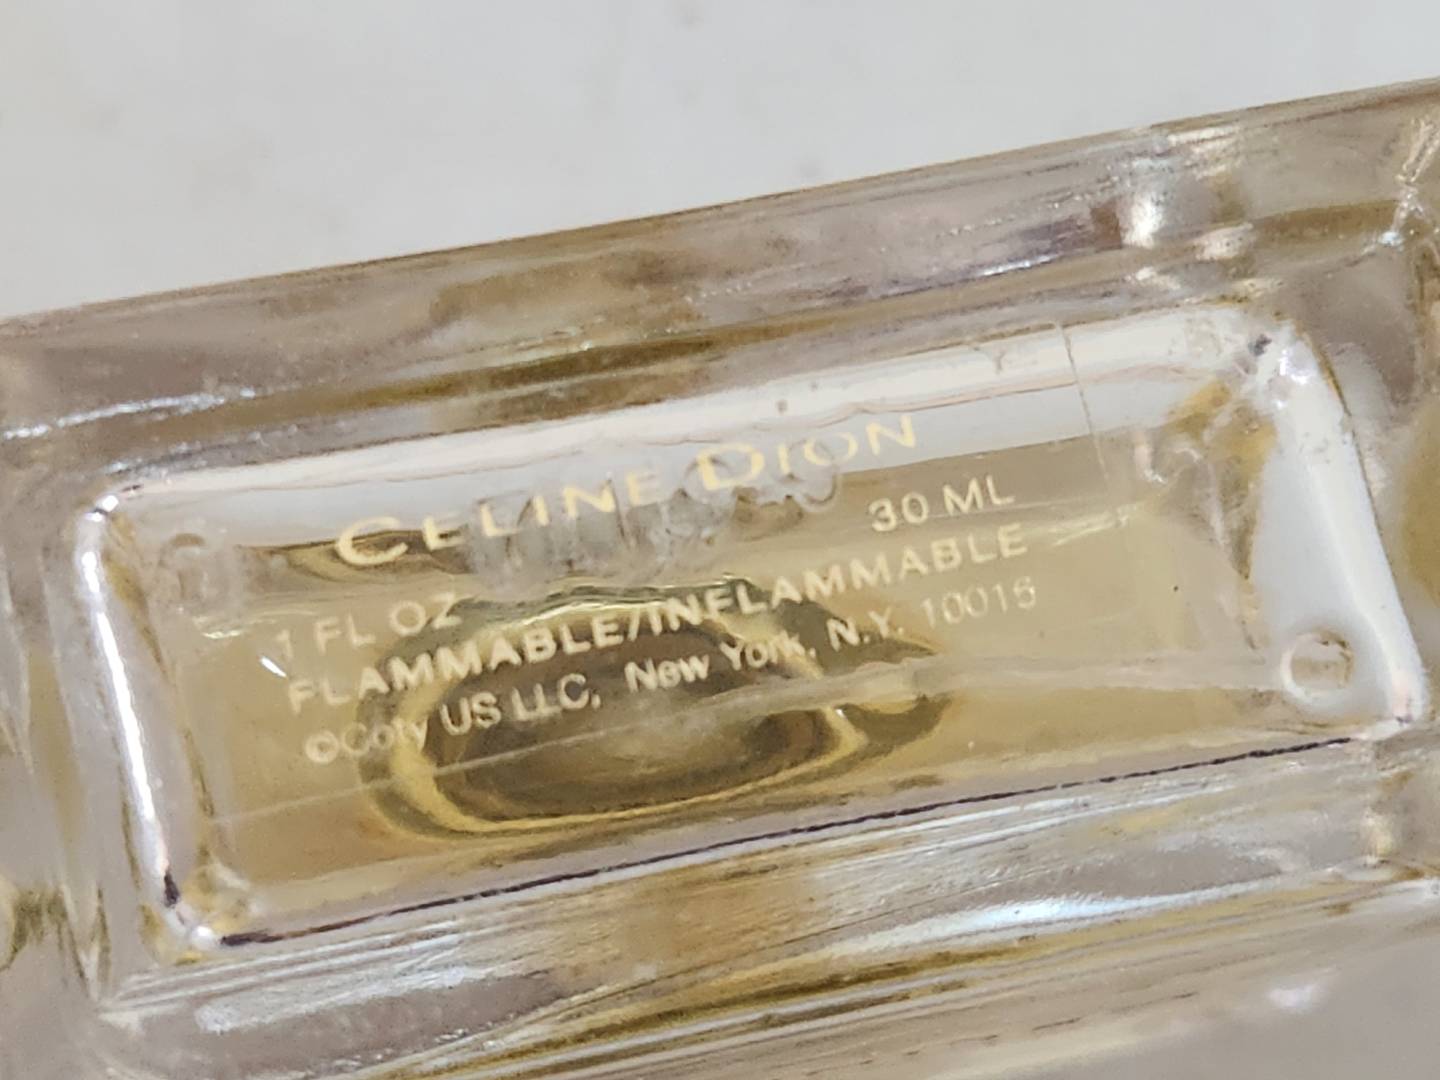 CELINE DION
1 FL OZ 30 ML
FLAMMABLE/INFLAMMABLE
©Coty US LLC, New York, N.Y. 10016